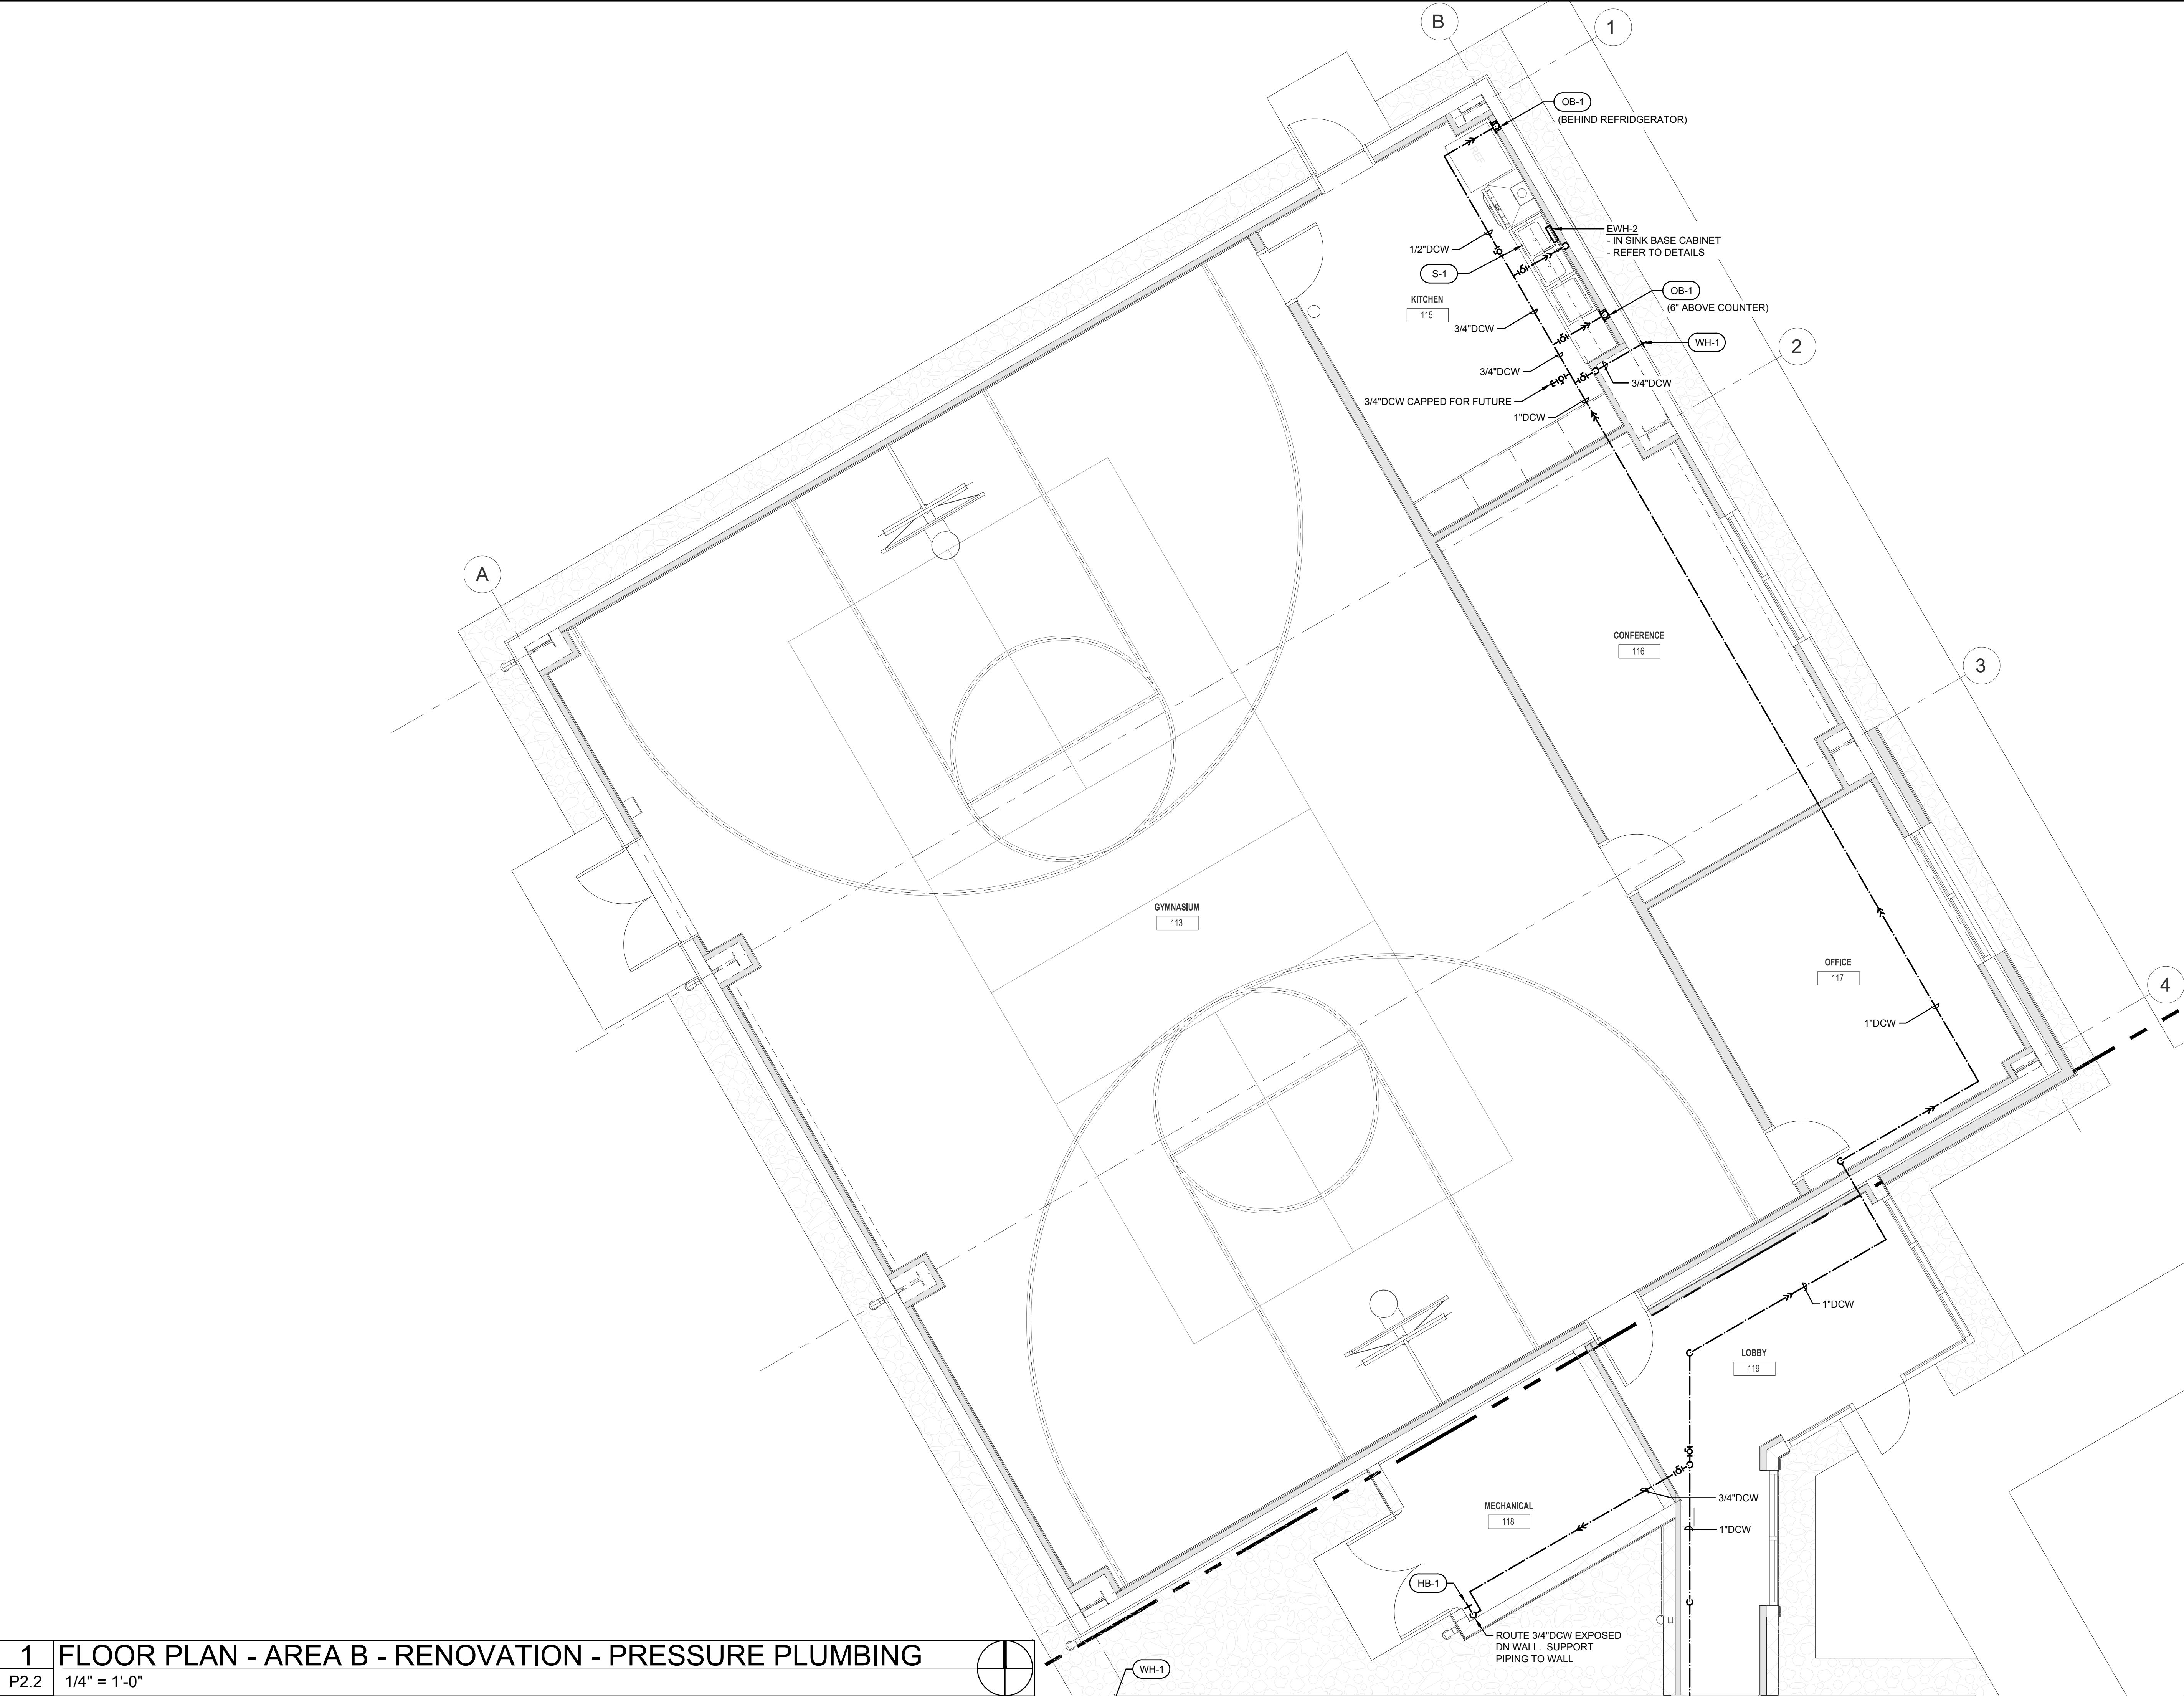 B
1
OB-1
(BEHIND REFRIDGERATOR)
EWH-2
- IN SINK BASE CABINET
- REFER TO DETAILS
1/2"DCW
S-1
KITCHEN
115
OB-1
(6" ABOVE COUNTER)
3/4"DCW
WH-1
2
3/4"DCW
3/4"DCW
3/4"DCW CAPPED FOR FUTURE
1"DCW
A
CONFERENCE
116
3
GYMNASIUM
113
OFFICE
117
4
1"DCW
1"DCW
LOBBY
119
MECHANICAL
118
3/4"DCW
1"DCW
HB-1
ROUTE 3/4"DCW EXPOSED
DN WALL. SUPPORT
PIPING TO WALL
WH-1
1 FLOOR PLAN - AREA B - RENOVATION - PRESSURE PLUMBING
P2.2 1/4" = 1'-0"